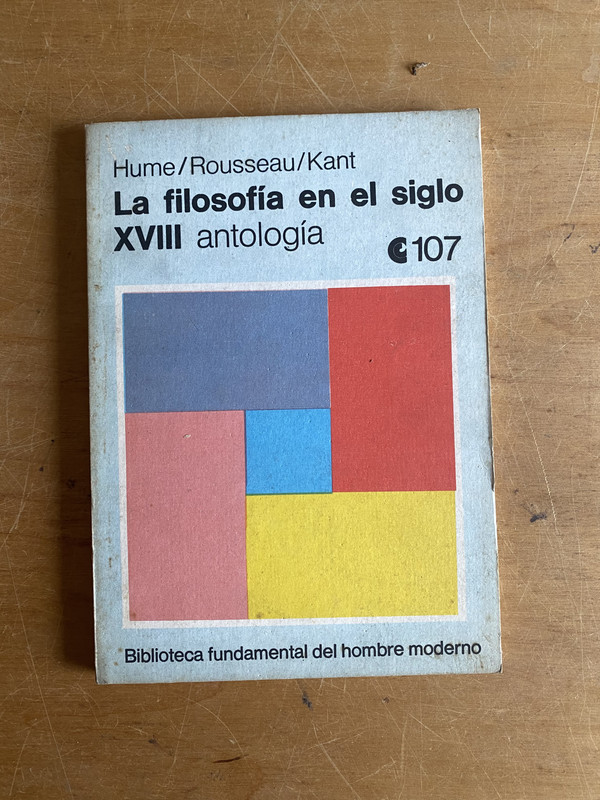 Hume/Rousseau/Kant
La filosofía en el siglo
XVIII antología
107
Biblioteca fundamental del hombre moderno